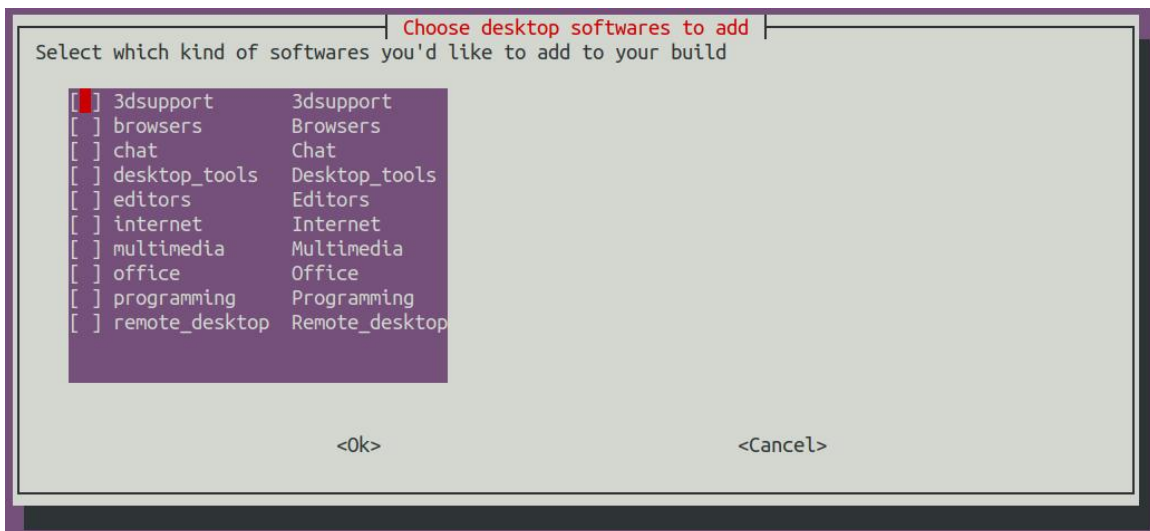 Choose desktop softwares to add
Select which kind of softwares you'd like to add to your build
[ ] 3dsupport 3dsupport
[ ] browsers Browsers
[ ] chat Chat
[ ] desktop_tools Desktop_tools
[ ] editors Editors
[ ] internet Internet
[ ] multimedia Multimedia
[ ] office Office
[ ] programming Programming
[ ] remote_desktop Remote_desktop
<Ok> <Cancel>